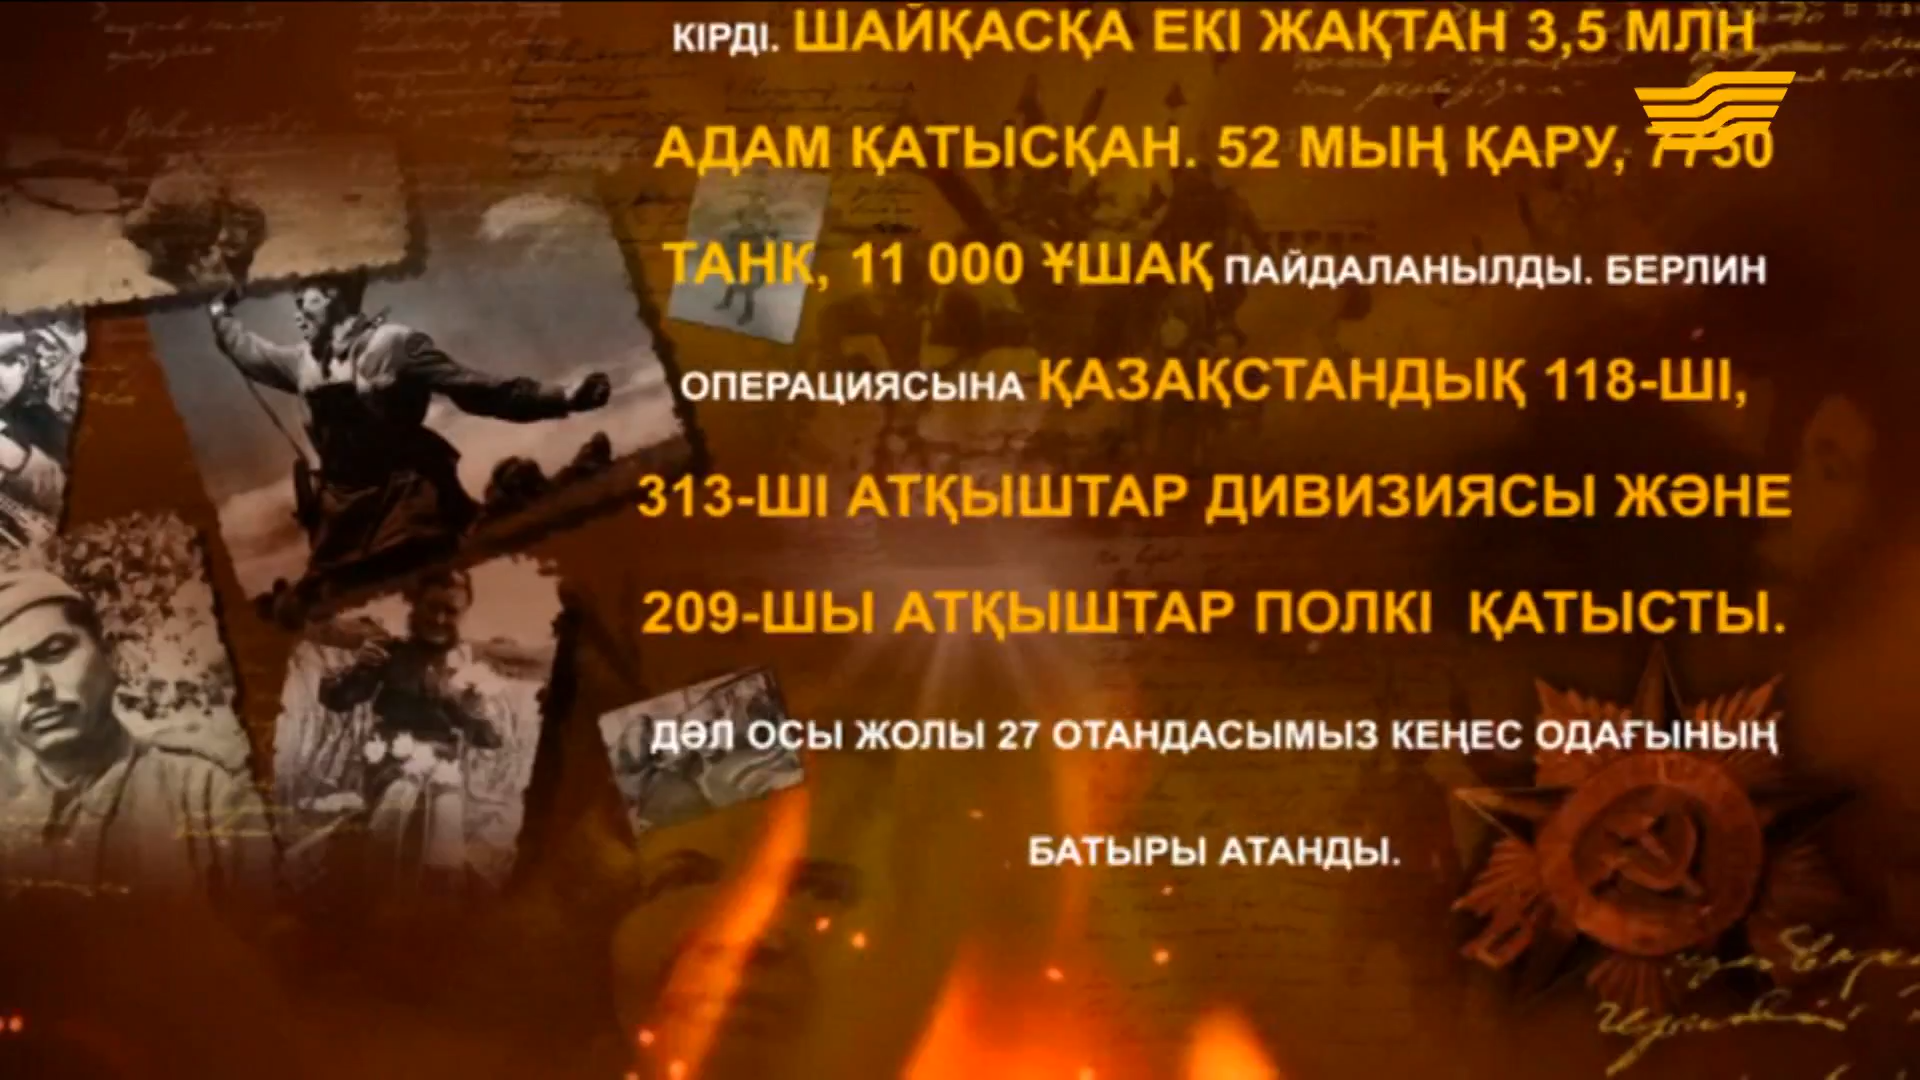 КІРДІ. ШАЙҚАСҚА ЕКІ ЖАҚТАН 3,5 МЛН
АДАМ ҚАТЫСҚАН. 52 МЫҢ ҚАРУ, 7750
ТАНК, 11 000 ҰШАҚ ПАЙДАЛАНЫЛДЫ. БЕРЛИН
ОПЕРАЦИЯСЫНА ҚАЗАҚСТАНДЫҚ 118-ШІ,
313-ШІ АТҚЫШТАР ДИВИЗИЯСЫ ЖӘНЕ
209-ШЫ АТҚЫШТАР ПОЛКІ ҚАТЫСТЫ.
ДӘЛ ОСЫ ЖОЛЫ 27 ОТАНДАСЫМЫЗ КЕҢЕС ОДАҒЫНЫҢ
БАТЫРЫ АТАНДЫ.